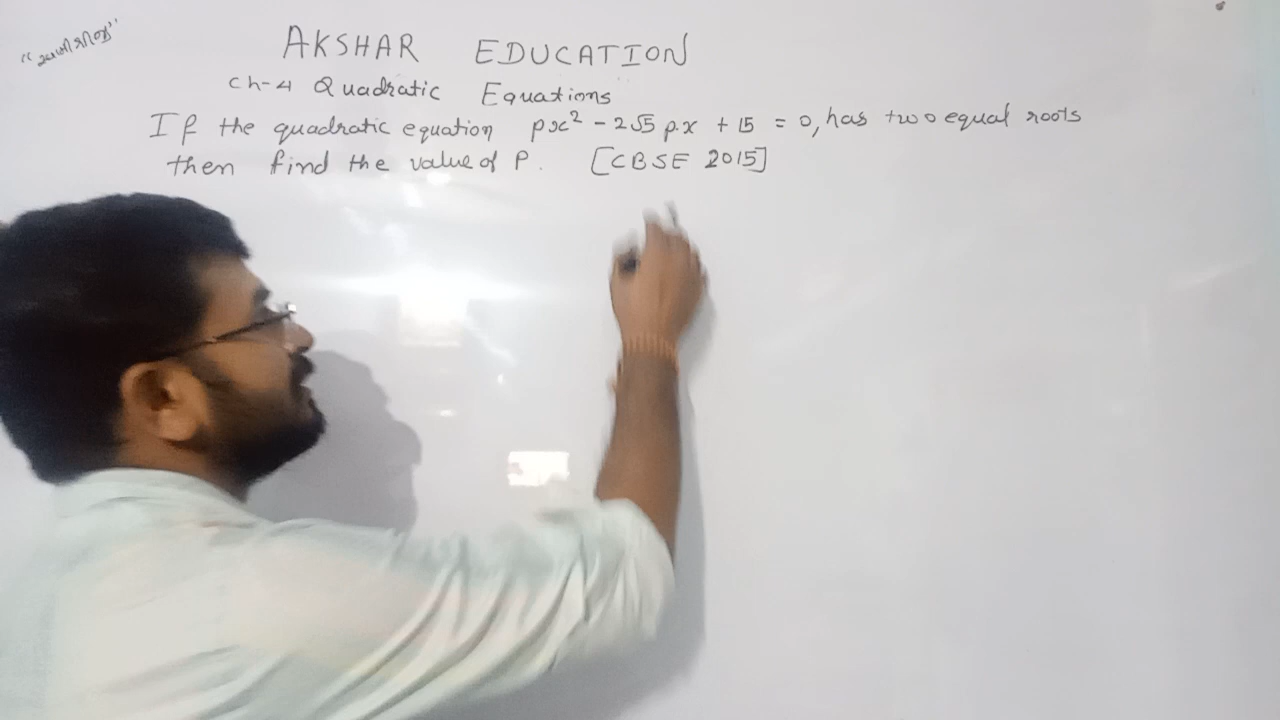 AKSHAR EDUCATION
Ch-4 Quadratic Equations
If the quadratic equation px² - 2√5 p.x + 15 = 0, has two equal roots
then find the value of P. [CBSE 2015]